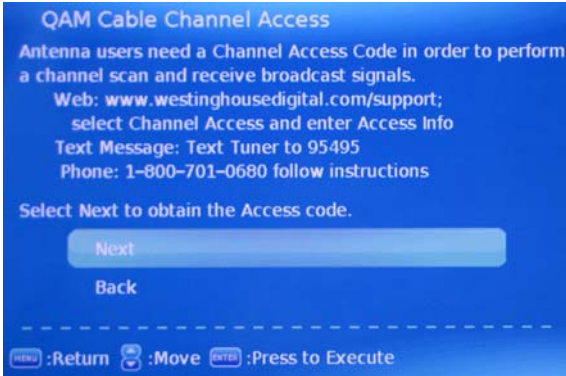 QAM Cable Channel Access
Antenna users need a Channel Access Code in order to perform
a channel scan and receive broadcast signals.
Web: www.westinghousedigital.com/support;
select Channel Access and enter Access Info
Text Message: Text Tuner to 95495
Phone: 1-800-701-0680 follow instructions
Select Next to obtain the Access code.
Next
Back
MENU :Return :Move ENTER :Press to Execute